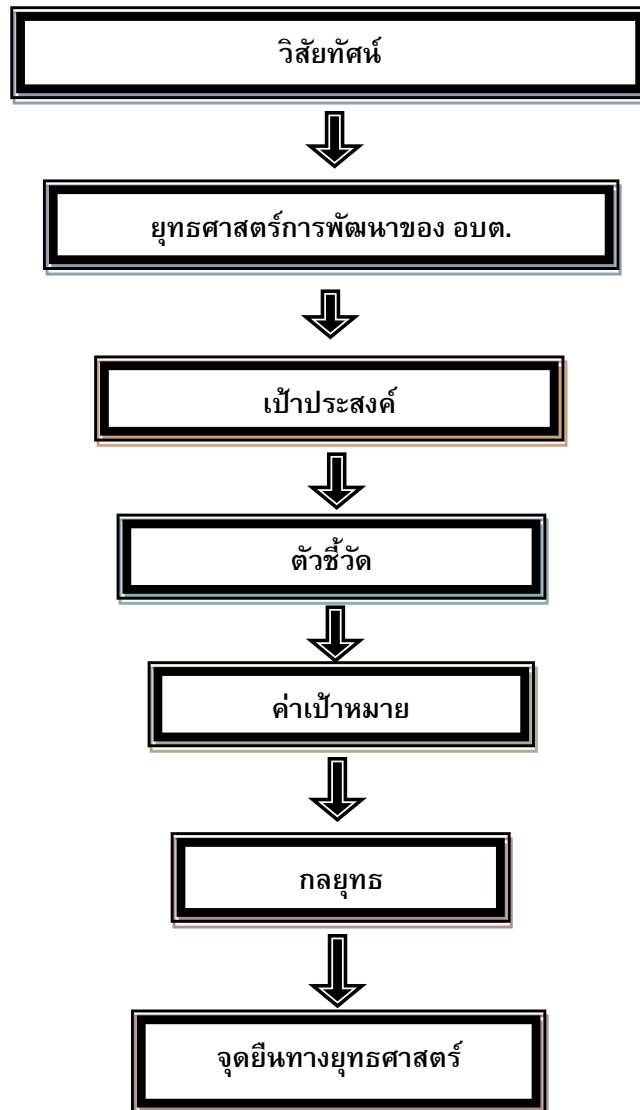 วิสัยทัศน์
ยุทธศาสตร์การพัฒนาของ อบต.
เป้าประสงค์
ตัวชี้วัด
ค่าเป้าหมาย
กลยุทธ
จุดยืนทางยุทธศาสตร์